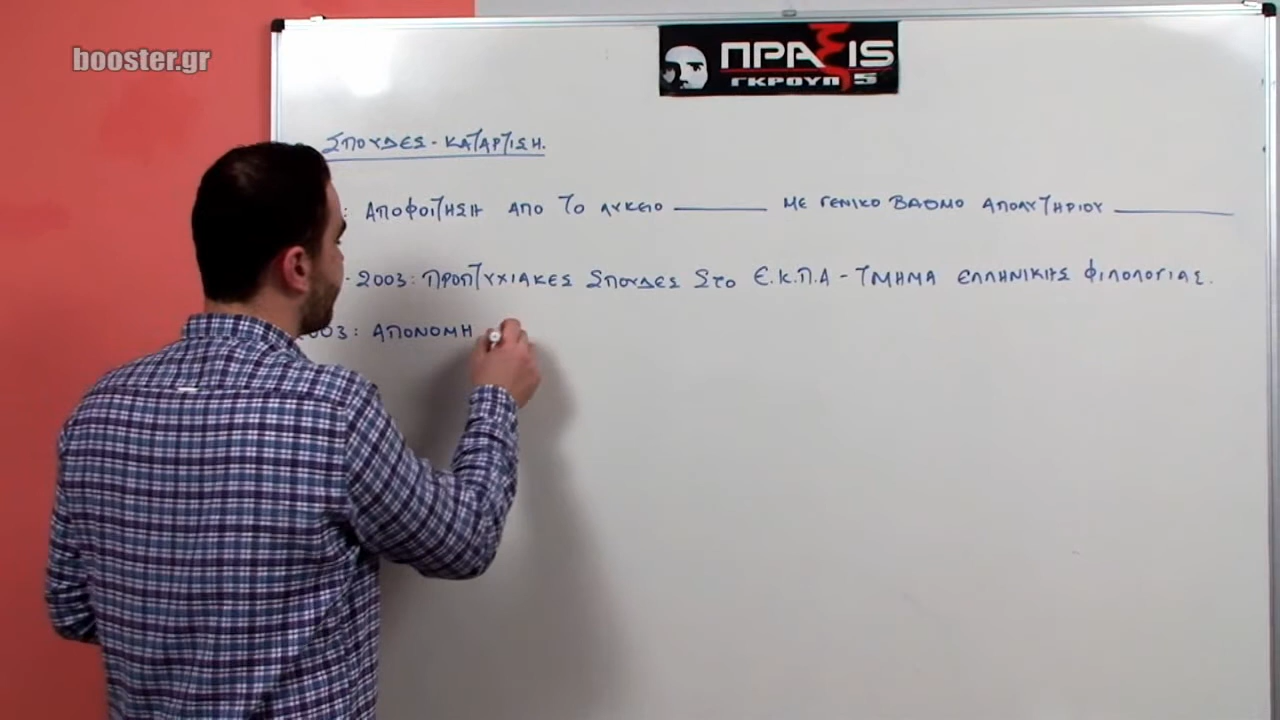 booster.gr
ΠΡΑΞΙS
ΓΚΡΟΥΠ 5
ΣΠΟΥΔΕΣ - ΚΑΤΑΡΤΙΣΗ.
: ΑΠΟΦΟΙΤΗΣΗ ΑΠΟ ΤΟ ΛΥΚΕΙΟ ______ ΜΕ ΓΕΝΙΚΟ ΒΑΘΜΟ ΑΠΟΛΥΤΗΡΙΟΥ ______
- 2003: ΠΡΟΠΤΥΧΙΑΚΕΣ ΣΠΟΥΔΕΣ ΣΤΟ Ε.Κ.Π.Α - ΤΜΗΜΑ ΕΛΛΗΝΙΚΗΣ ΦΙΛΟΛΟΓΙΑΣ.
2003: ΑΠΟΝΟΜΗ